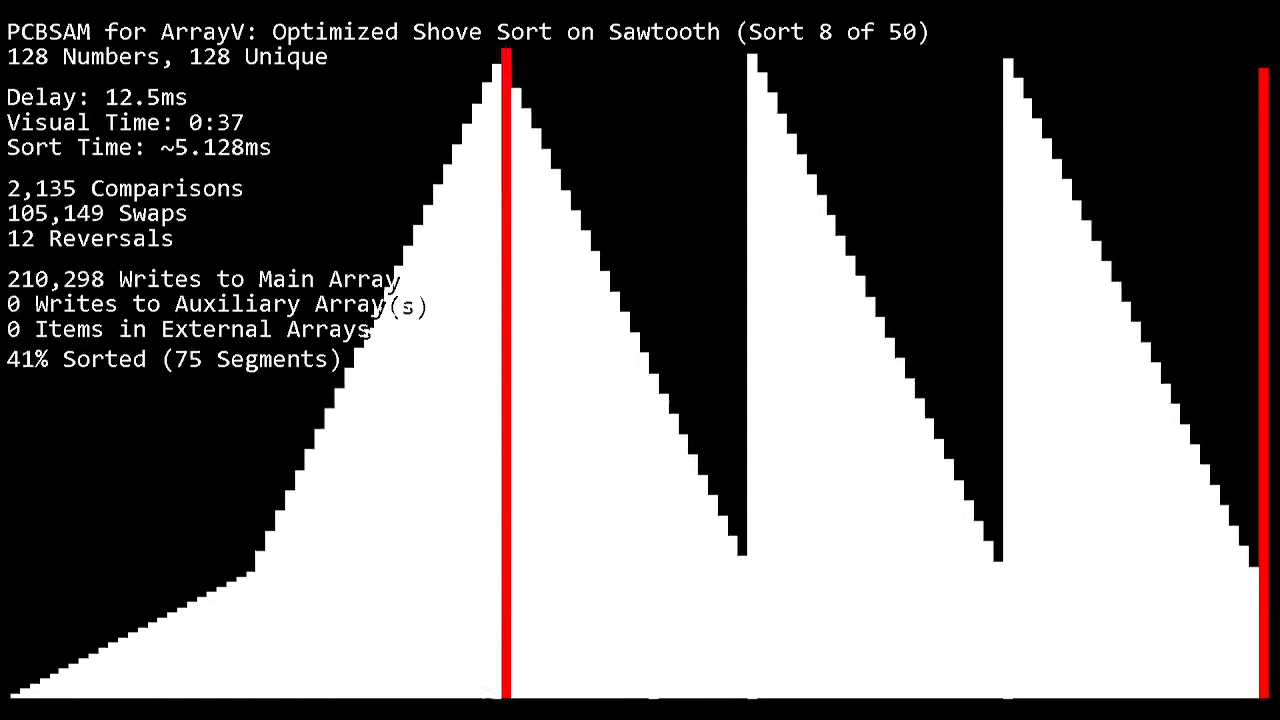 PCBSAM for ArrayV: Optimized Shove Sort on Sawtooth (Sort 8 of 50)
128 Numbers, 128 Unique
Delay: 12.5ms
Visual Time: 0:37
Sort Time: ~5.128ms
2,135 Comparisons
105,149 Swaps
12 Reversals
210,298 Writes to Main Array
0 Writes to Auxiliary Array(s)
0 Items in External Arrays
41% Sorted (75 Segments)